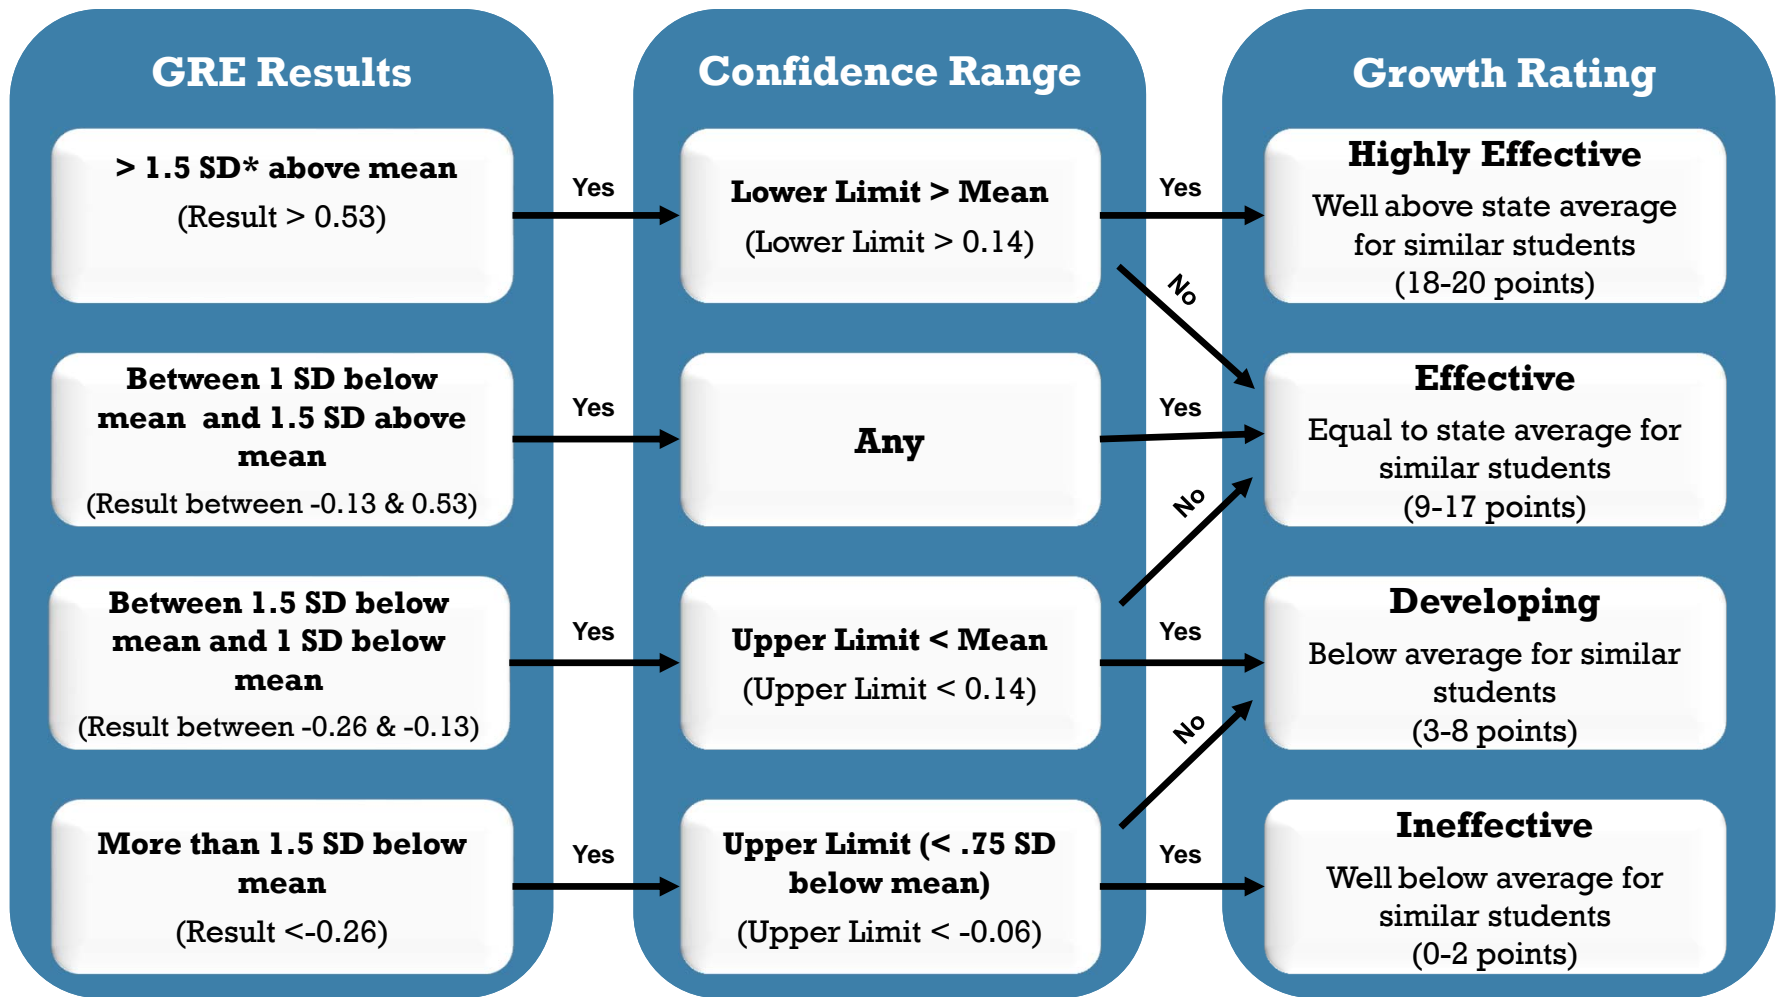 GRE Results
> 1.5 SD* above mean
(Result > 0.53)
Between 1 SD below
mean and 1.5 SD above
mean
(Result between -0.13 & 0.53)
Between 1.5 SD below
mean and 1 SD below
mean
(Result between -0.26 & -0.13)
More than 1.5 SD below
mean
(Result <-0.26)
Yes
Yes
Yes
Yes
Confidence Range
Lower Limit > Mean
(Lower Limit > 0.14)
Any
Upper Limit < Mean
(Upper Limit < 0.14)
Upper Limit (< .75 SD
below mean)
(Upper Limit < -0.06)
Yes
No
Yes
No
Yes
No
Yes
Growth Rating
Highly Effective
Well above state average
for similar students
(18-20 points)
Effective
Equal to state average for
similar students
(9-17 points)
Developing
Below average for similar
students
(3-8 points)
Ineffective
Well below average for
similar students
(0-2 points)